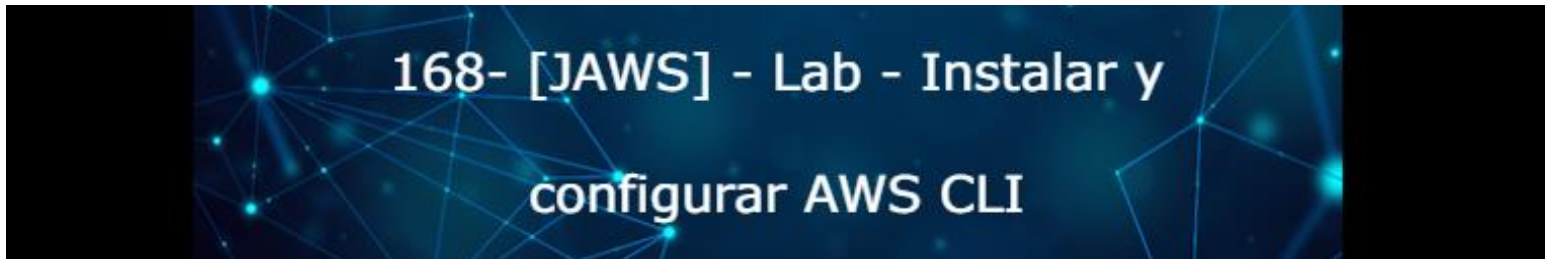 168- [JAWS] - Lab - Instalar y
configurar AWS CLI